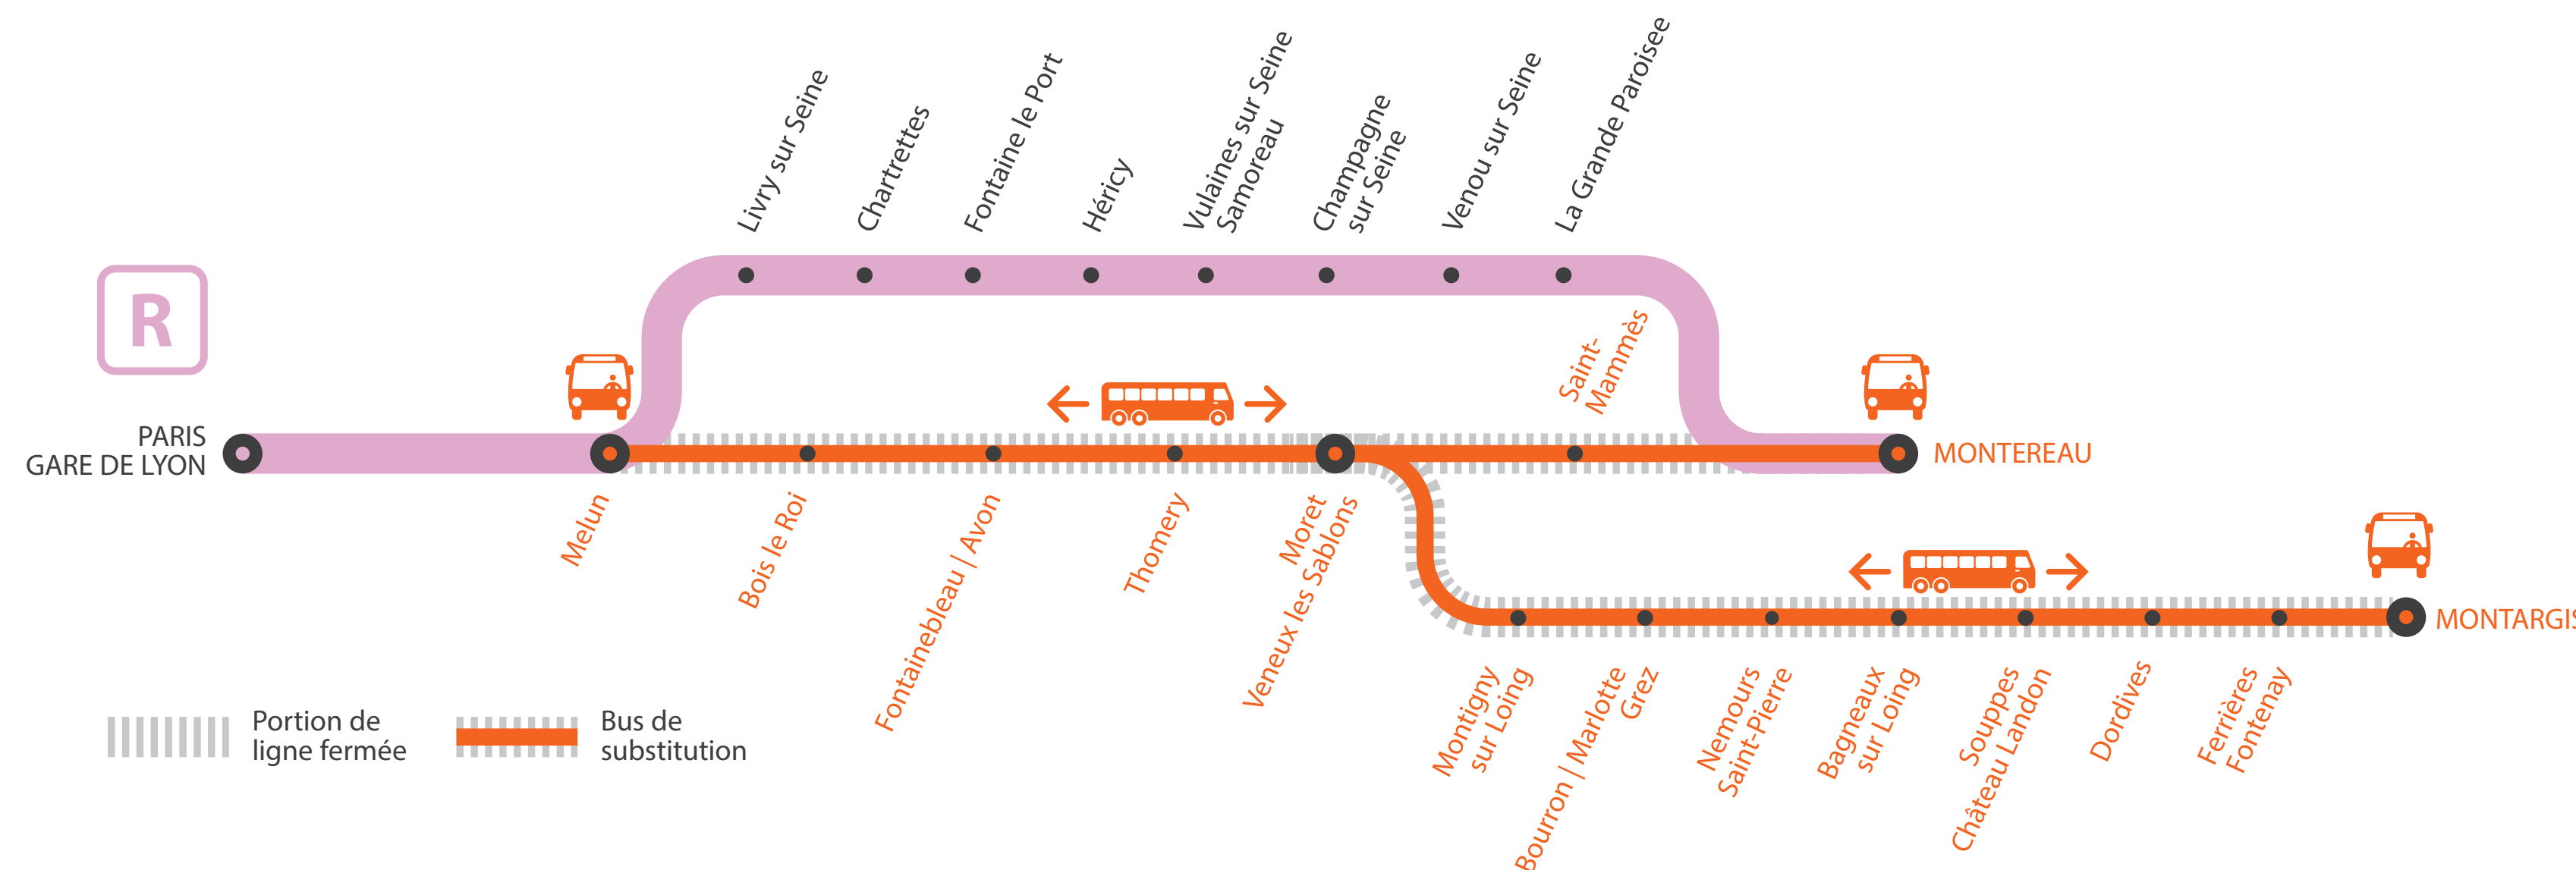 Livry sur Seine
Chartrettes
Fontaine le Port
Héricy
Vulaines sur Seine
Samoreau
Champagne
sur Seine
Venou sur Seine
La Grande Paroisee
R
PARIS
GARE DE LYON
Saint-
Mammès
MONTEREAU
Melun
Bois le Roi
Fontainebleau | Avon
Thomery
Moret
Veneux les Sablons
MONTARGIS
Montigny
sur Loing
Bourron | Marlotte
Grez
Nemours
Saint-Pierre
Bagneaux
sur Loing
Souppes
Château Landon
Dordives
Ferrières
Fontenay
Portion de
ligne fermée
Bus de
substitution